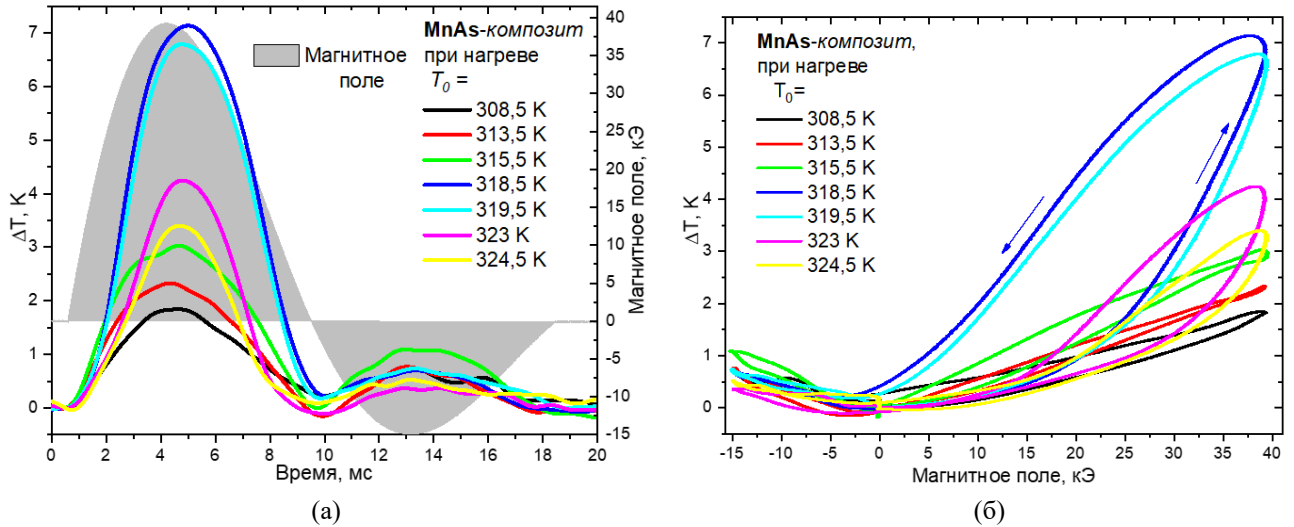 MnAs-композит
при нагреве
T0 =
Магнитное
поле
308,5 K
313,5 K
315,5 K
318,5 K
319,5 K
323 K
324,5 K
ΔT, K
7
6
5
4
3
2
1
0
40
35
30
25
20
15
10
5
0
-5
-10
-15
Магнитное поле, кЭ
0 2 4 6 8 10 12 14 16 18 20
Время, мс
(а)
MnAs-композит,
при нагреве
T0=
308,5 K
313,5 K
315,5 K
318,5 K
319,5 K
323 K
324,5 K
ΔT, K
7
6
5
4
3
2
1
0
-15 -10 -5 0 5 10 15 20 25 30 35 40
Магнитное поле, кЭ
(б)